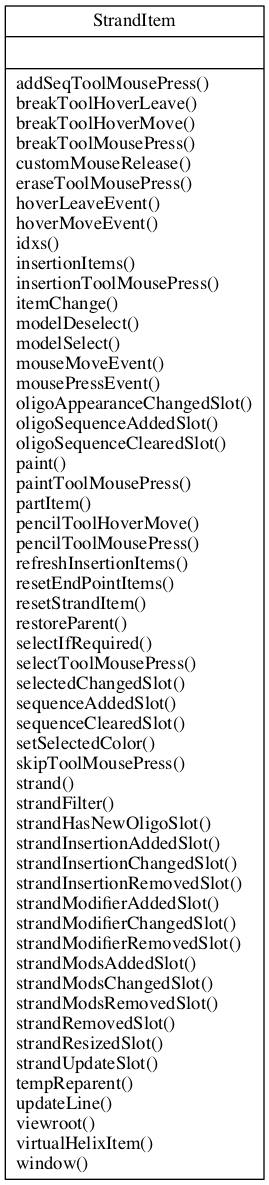 StrandItem
addSeqToolMousePress()
breakToolHoverLeave()
breakToolHoverMove()
breakToolMousePress()
customMouseRelease()
eraseToolMousePress()
hoverLeaveEvent()
hoverMoveEvent()
idxs()
insertionItems()
insertionToolMousePress()
itemChange()
modelDeselect()
modelSelect()
mouseMoveEvent()
mousePressEvent()
oligoAppearanceChangedSlot()
oligoSequenceAddedSlot()
oligoSequenceClearedSlot()
paint()
paintToolMousePress()
partItem()
pencilToolHoverMove()
pencilToolMousePress()
refreshInsertionItems()
resetEndPointItems()
resetStrandItem()
restoreParent()
selectIfRequired()
selectToolMousePress()
selectedChangedSlot()
sequenceAddedSlot()
sequenceClearedSlot()
setSelectedColor()
skipToolMousePress()
strand()
strandFilter()
strandHasNewOligoSlot()
strandInsertionAddedSlot()
strandInsertionChangedSlot()
strandInsertionRemovedSlot()
strandModifierAddedSlot()
strandModifierChangedSlot()
strandModifierRemovedSlot()
strandModsAddedSlot()
strandModsChangedSlot()
strandModsRemovedSlot()
strandRemovedSlot()
strandResizedSlot()
strandUpdateSlot()
tempReparent()
updateLine()
viewroot()
virtualHelixItem()
window()